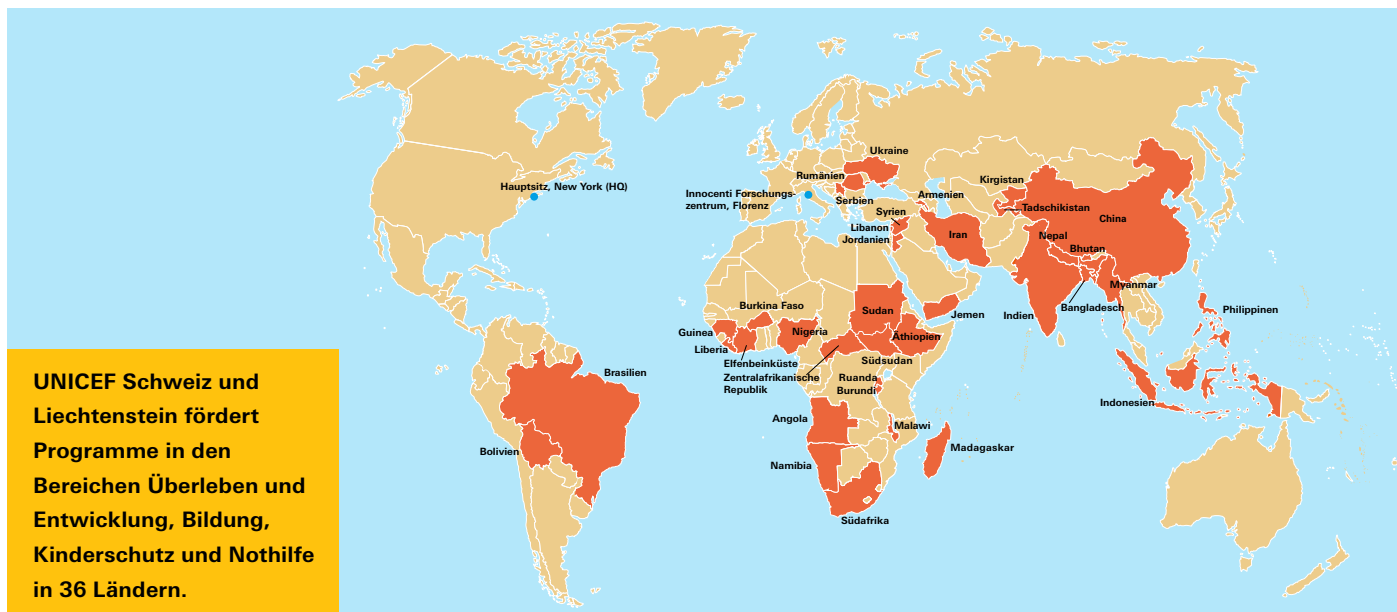 Ukraine
Rumänien
Kirgistan
Hauptsitz, New York (HQ)
Innocenti Forschungs-
zentrum, Florenz
Armenien
Serbien
Tadschikistan
Syrien
China
Libanon
Iran
Nepal
Jordanien
Bhutan
Myanmar
Burkina Faso
Bangladesch
Philippinen
Sudan
Jemen
Indien
Guinea
Nigeria
Äthiopien
Liberia
Elfenbeinküste
Südsudan
Zentralafrikanische
Republik
Brasilien
Ruanda
Burundi
Indonesien
Angola
Malawi
Madagaskar
Bolivien
Namibia
Südafrika
UNICEF Schweiz und
Liechtenstein fördert
Programme in den
Bereichen Überleben und
Entwicklung, Bildung,
Kinderschutz und Nothilfe
in 36 Ländern.